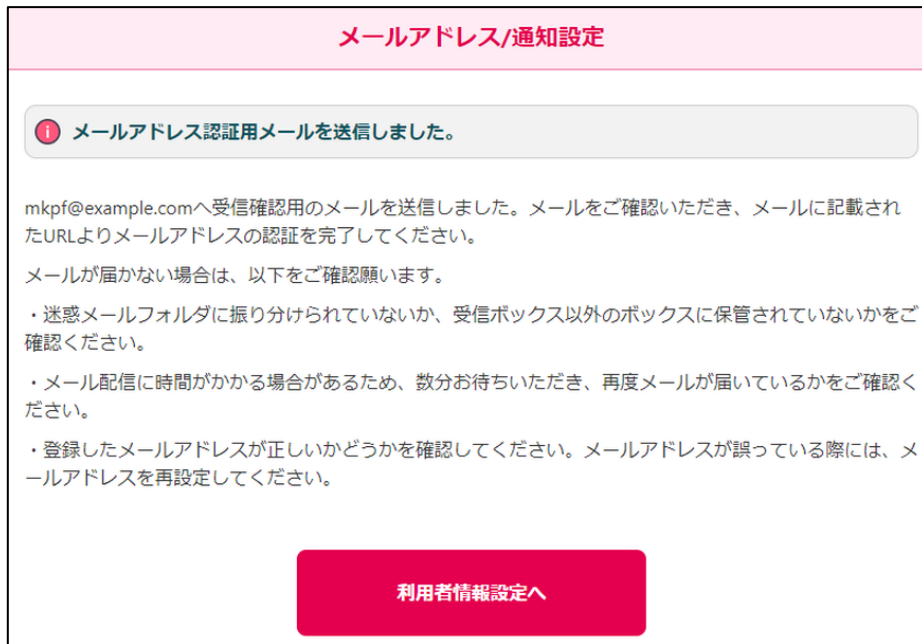 メールアドレス/通知設定
メールアドレス認証用メールを送信しました。
mkpf@example.comへ受信確認用のメールを送信しました。メールをご確認いただき、メールに記載され
たURLよりメールアドレスの認証を完了してください。
メールが届かない場合は、以下をご確認願います。
・迷惑メールフォルダに振り分けられていないか、受信ボックス以外のボックスに保管されていないかをご
確認ください。
・メール配信に時間がかかる場合があるため、数分お待ちいただき、再度メールが届いているかをご確認く
ださい。
・登録したメールアドレスが正しいかどうかを確認してください。メールアドレスが誤っている際には、メ
ールアドレスを再設定してください。
利用者情報設定へ